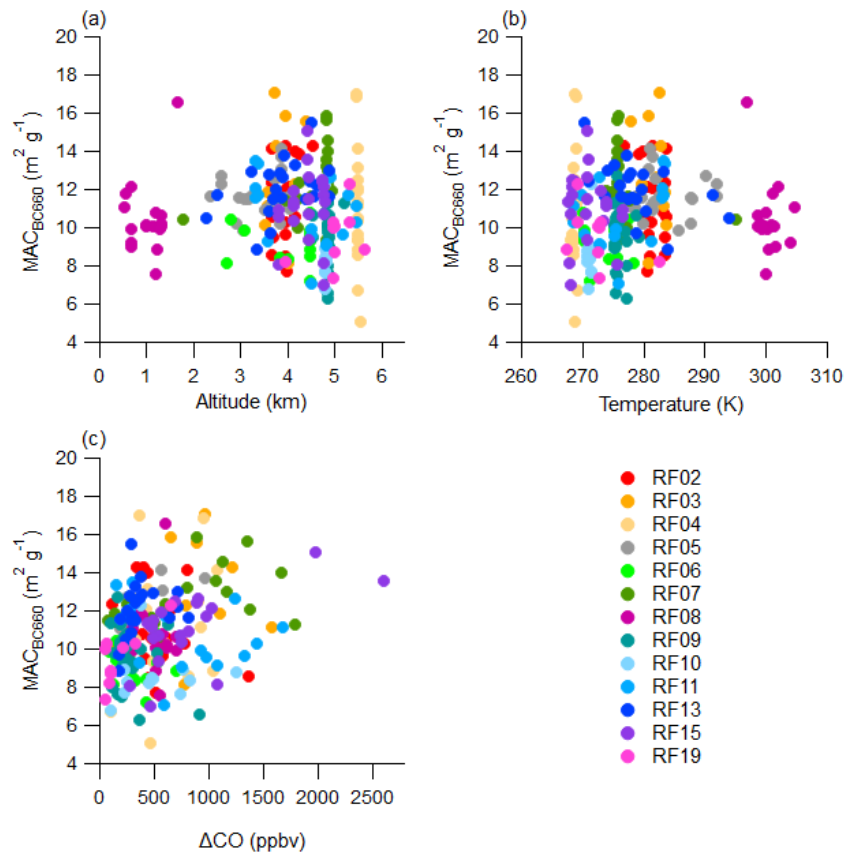 (a)
20
18
16
14
12
10
8
6
4
MAC_BC660 (m² g⁻¹)
0 1 2 3 4 5 6
Altitude (km)
(b)
20
18
16
14
12
10
8
6
4
MAC_BC660 (m² g⁻¹)
260 270 280 290 300 310
Temperature (K)
(c)
20
18
16
14
12
10
8
6
4
MAC_BC660 (m² g⁻¹)
0 500 1000 1500 2000 2500
ΔCO (ppbv)
RF02
RF03
RF04
RF05
RF06
RF07
RF08
RF09
RF10
RF11
RF13
RF15
RF19